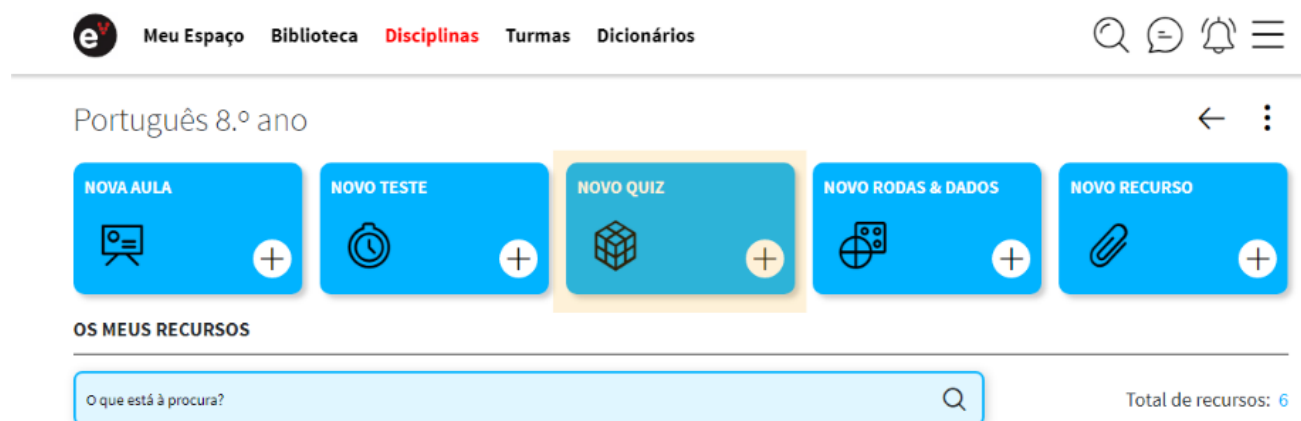 eV Meu Espaço Biblioteca Disciplinas Turmas Dicionários
Português 8.º ano
NOVA AULA NOVO TESTE NOVO QUIZ NOVO RODAS & DADOS NOVO RECURSO
OS MEUS RECURSOS
O que está à procura? Total de recursos: 6